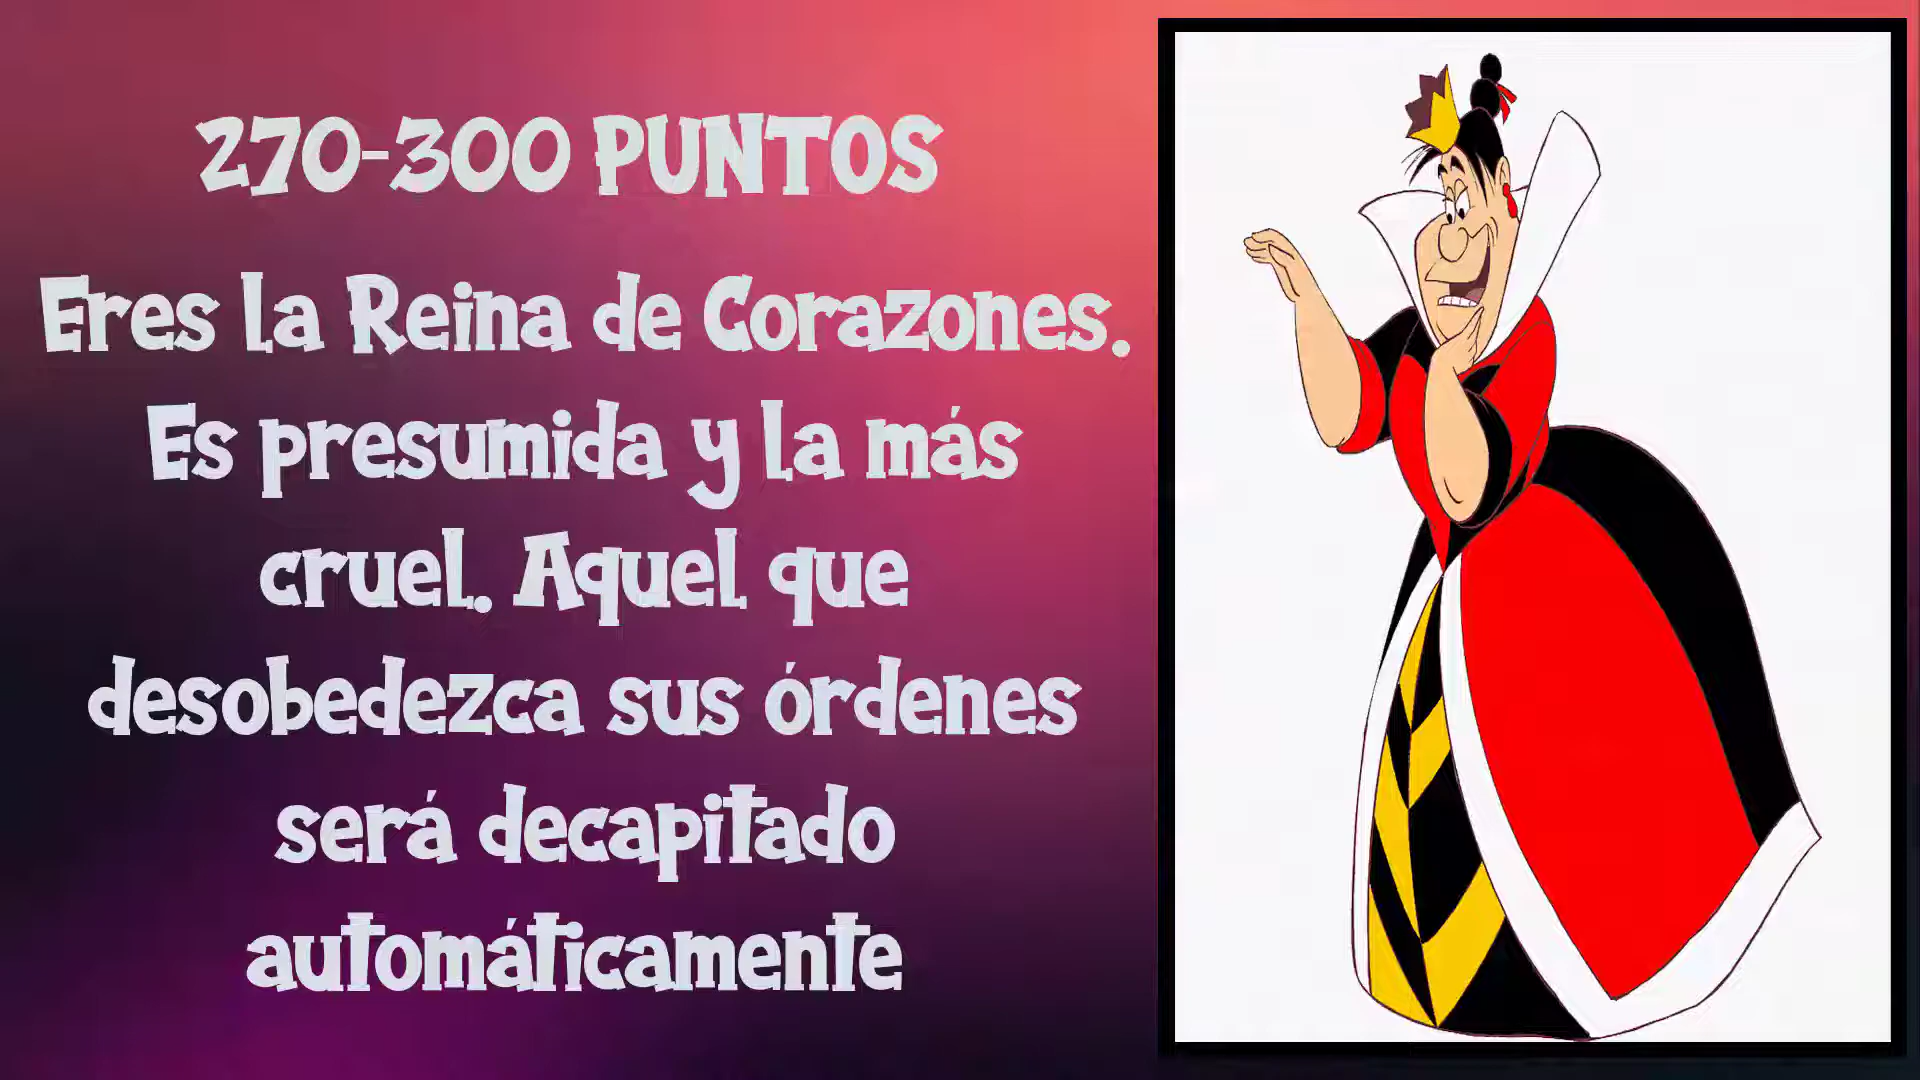 270-300 PUNTOS
Eres la Reina de Corazones.
Es presumida y la más
cruel. Aquel que
desobedezca sus órdenes
será decapitado
automáticamente